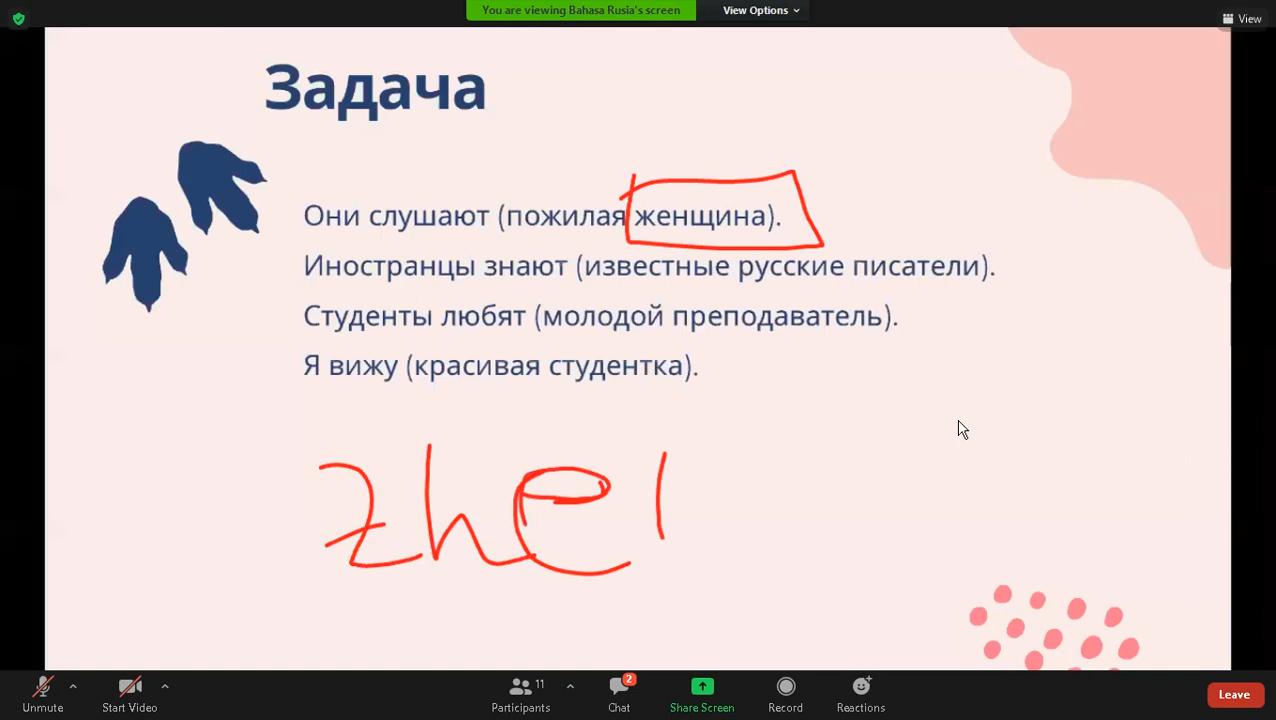 You are viewing Bahasa Rusia's screen
View Options
View
Задача
Они слушают (пожилая женщина).
Иностранцы знают (известные русские писатели).
Студенты любят (молодой преподаватель).
Я вижу (красивая студентка).
zhel
Unmute
Start Video
Participants
11
Chat
2
Share Screen
Record
Reactions
Leave